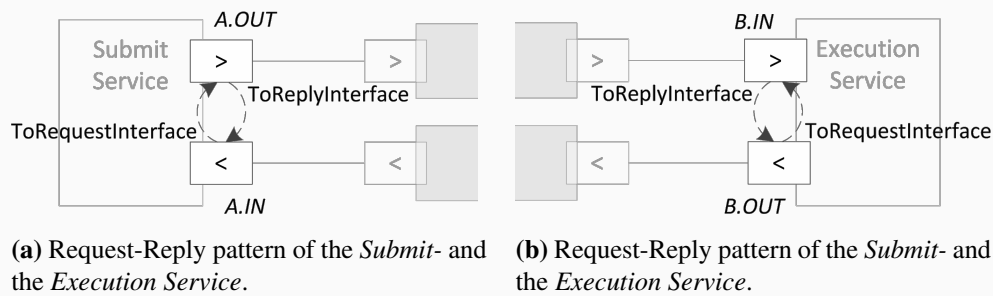 A.OUT
Submit
Service
>
>
ToReplyInterface
ToRequestInterface
<
<
A.IN
B.IN
>
>
Execution
Service
ToReplyInterface
ToRequestInterface
<
<
B.OUT
(a) Request-Reply pattern of the Submit- and
the Execution Service.
(b) Request-Reply pattern of the Submit- and
the Execution Service.